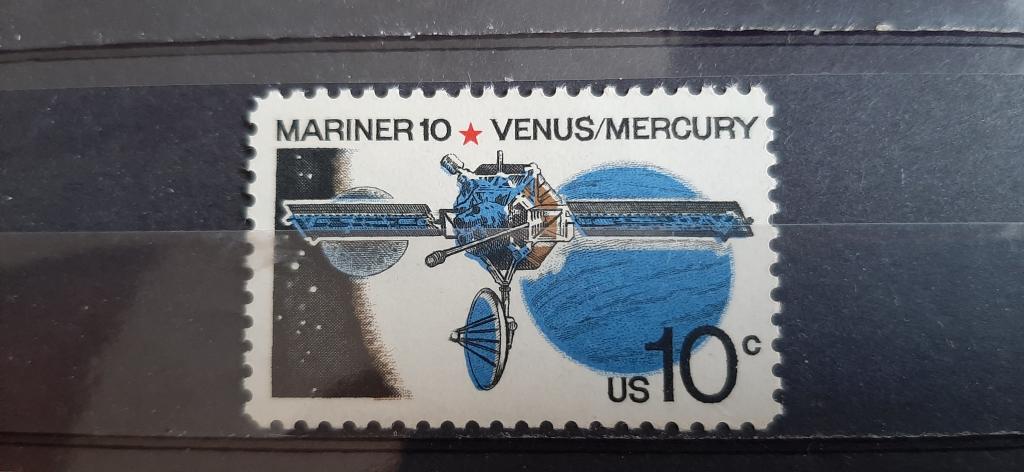 MARINER 10 ★ VENUS/MERCURY
US 10c